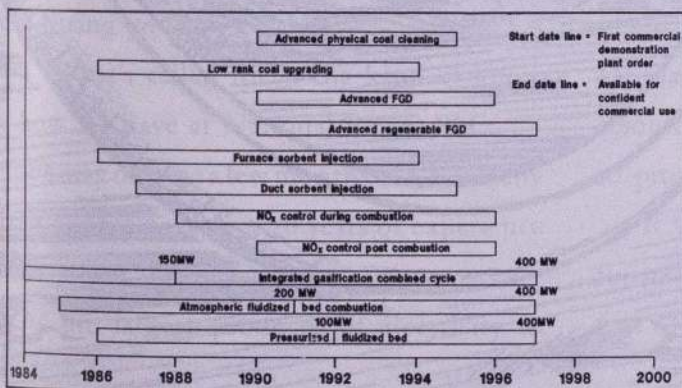 Advanced physical coal cleaning
Start date line = First commercial
demonstration
plant order
Low rank coal upgrading
End date line = Available for
confident
commercial use
Advanced FGD
Advanced regenerable FGD
Furnace sorbent injection
Duct sorbent injection
NOx control during combustion
NOx control post combustion
150MW 400 MW
Integrated gasification combined cycle
200 MW 400 MW
Atmospheric fluidized bed combustion
100MW 400MW
Pressurized fluidized bed
1984 1986 1988 1990 1992 1994 1996 1998 2000